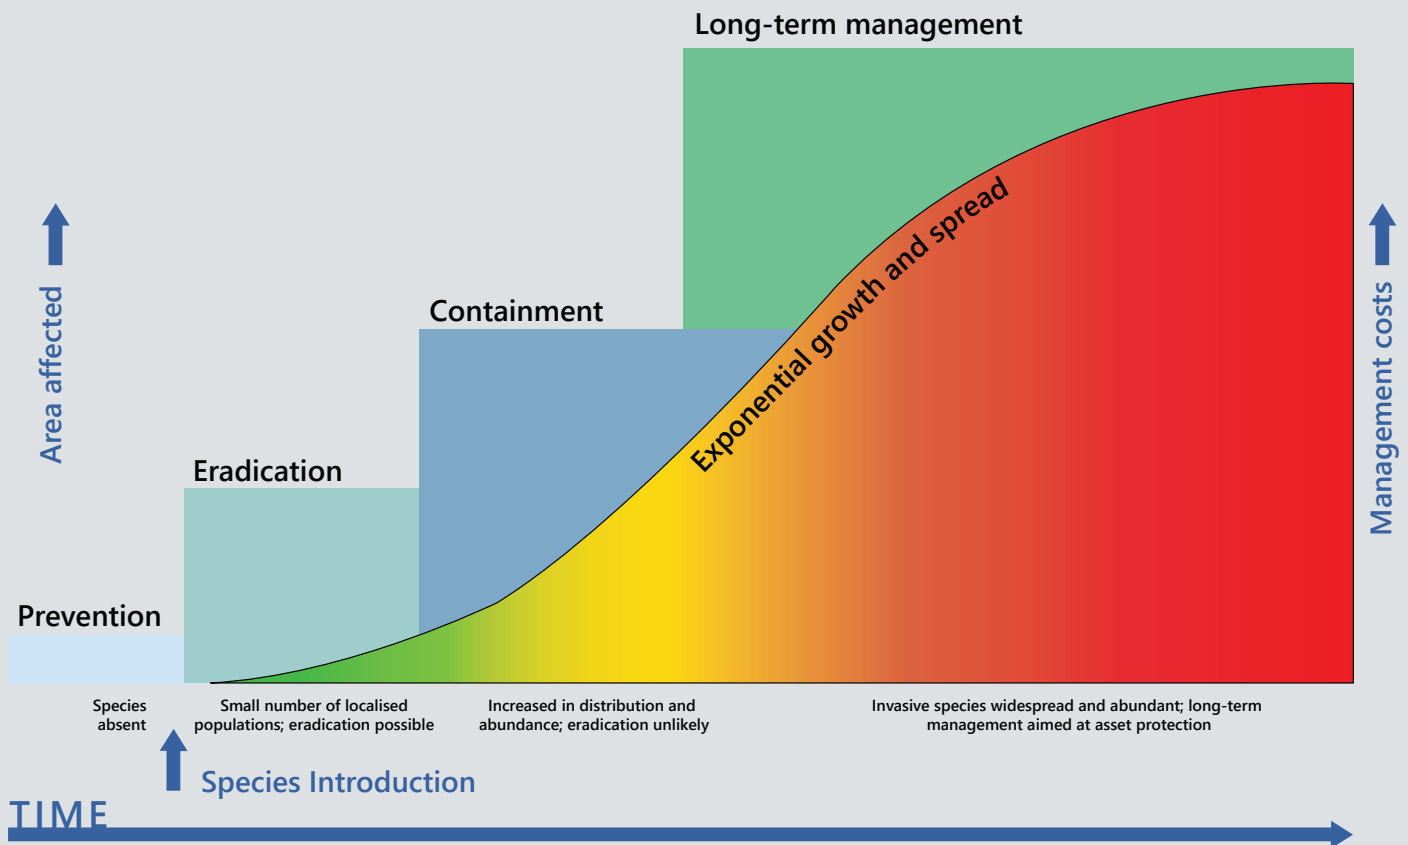 Long-term management
Containment
Exponential growth and spread
Area affected
Management costs
Eradication
Prevention
Species
absent
Small number of localised
populations; eradication possible
Increased in distribution and
abundance; eradication unlikely
Invasive species widespread and abundant; long-term
management aimed at asset protection
Species Introduction
TIME